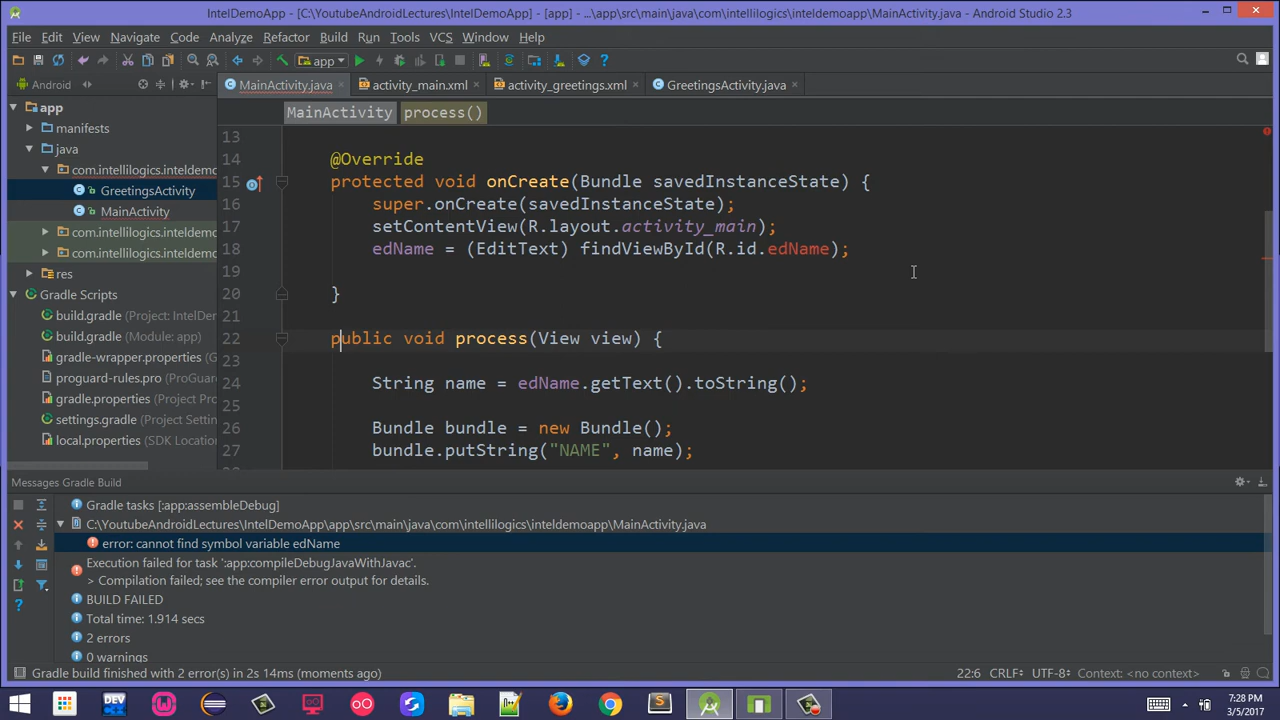 IntelDemoApp - [C:\YoutubeAndroidLectures\IntelDemoApp] - [app] - ...\app\src\main\java\com\intellilogics\inteldemoapp\MainActivity.java - Android Studio 2.3
File Edit View Navigate Code Analyze Refactor Build Run Tools VCS Window Help
app
Android
MainActivity.java activity_main.xml activity_greetings.xml GreetingsActivity.java
MainActivity process()
app
manifests
java
com.intellilogics.inteldemo
GreetingsActivity
MainActivity
com.intellilogics.inteldemo
com.intellilogics.inteldemo
res
Gradle Scripts
build.gradle (Project: IntelDe
build.gradle (Module: app)
gradle-wrapper.properties
proguard-rules.pro
gradle.properties (Project Pro
settings.gradle (Project Settin
local.properties (SDK Location
13
14 @Override
15 protected void onCreate(Bundle savedInstanceState) {
16 super.onCreate(savedInstanceState);
17 setContentView(R.layout.activity_main);
18 edName = (EditText) findViewById(R.id.edName);
19
20 }
21
22 public void process(View view) {
23
24 String name = edName.getText().toString();
25
26 Bundle bundle = new Bundle();
27 bundle.putString("NAME", name);
Messages Gradle Build
Gradle tasks [:app:assembleDebug]
C:\YoutubeAndroidLectures\IntelDemoApp\app\src\main\java\com\intellilogics\inteldemoapp\MainActivity.java
error: cannot find symbol variable edName
Execution failed for task ':app:compileDebugJavaWithJavac'.
> Compilation failed; see the compiler error output for details.
BUILD FAILED
Total time: 1.914 secs
2 errors
0 warnings
Gradle build finished with 2 error(s) in 2s 14ms (moments ago) 22:6 CRLF÷ UTF-8÷ Context: <no context>
DEV
7:28 PM
3/5/2017